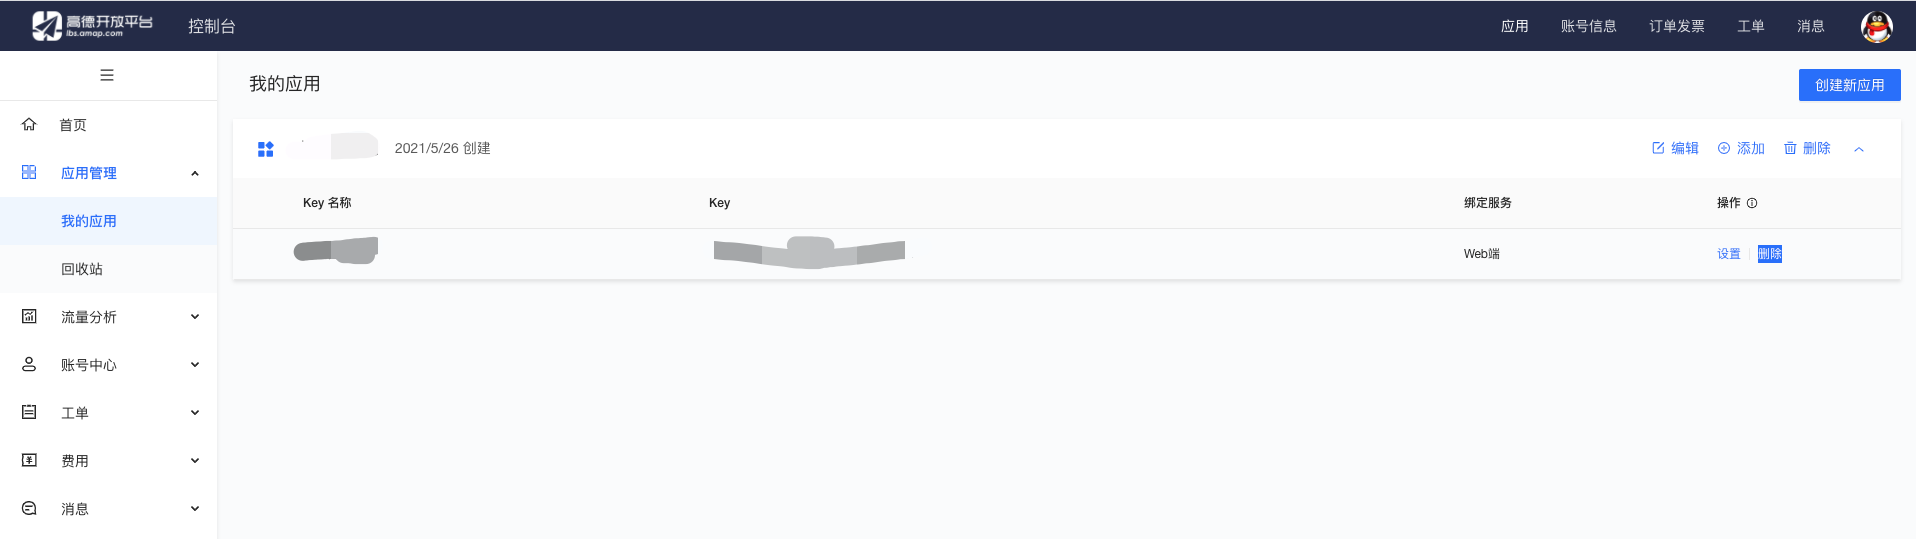 高德开放平台
lbs.amap.com
控制台
应用
账号信息
订单发票
工单
消息
我的应用
创建新应用
首页
应用管理
我的应用
回收站
流量分析
账号中心
工单
费用
消息
2021/5/26 创建
编辑
添加
删除
Key 名称
Key
绑定服务
操作
Web端
设置
删除